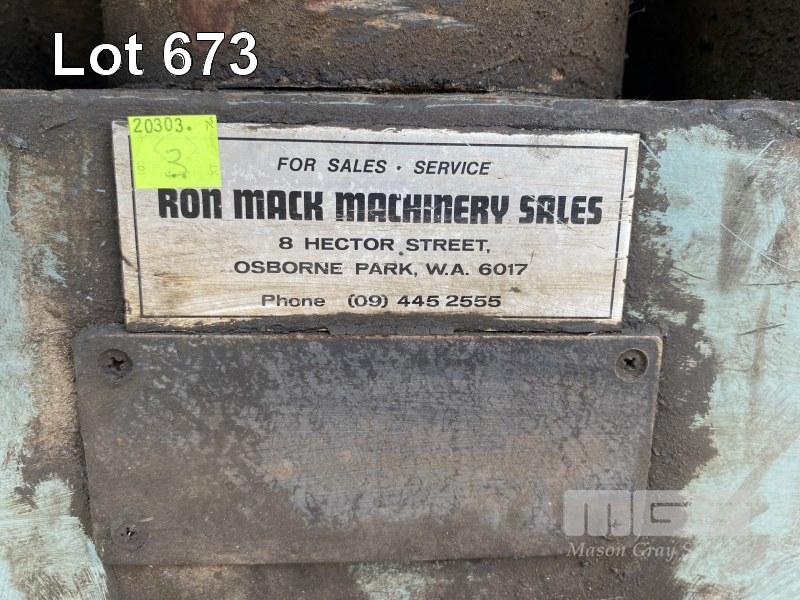 Lot 673
20303.
3
FOR SALES • SERVICE
RON MACK MACHINERY SALES
8 HECTOR STREET,
OSBORNE PARK, W.A. 6017
Phone (09) 445 2555
Mason Gray